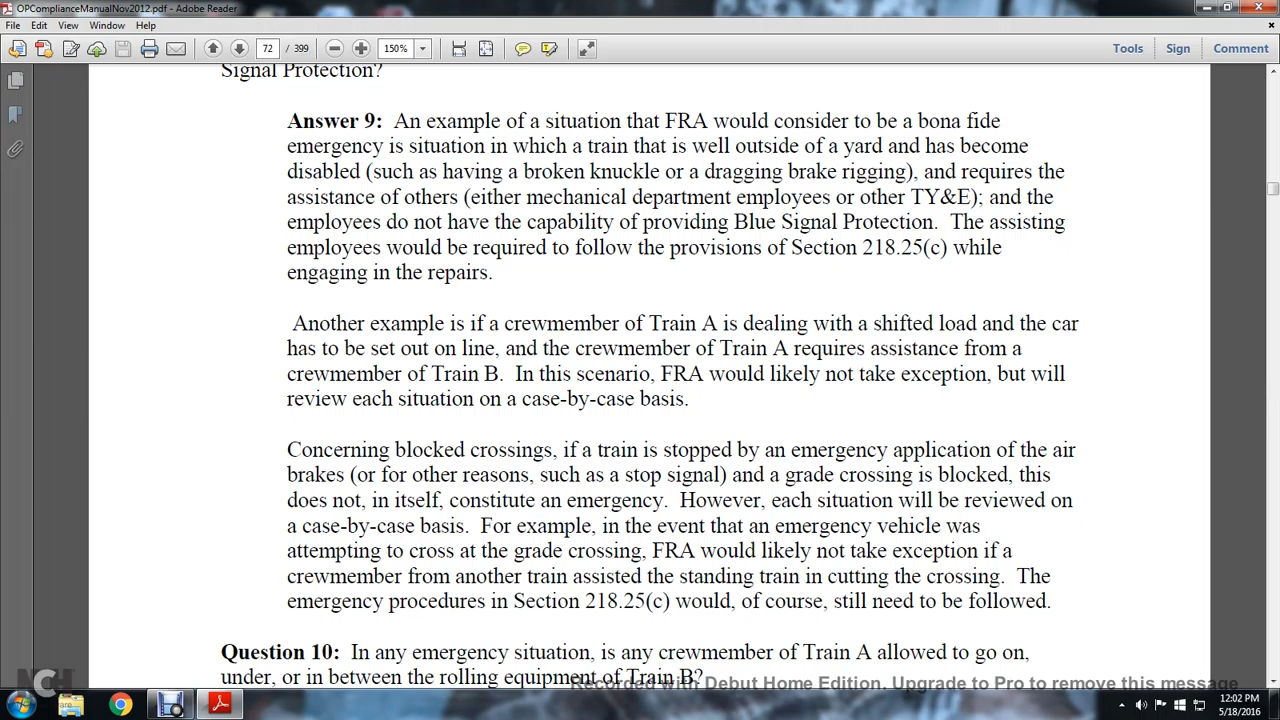 OPComplianceManualNov2012.pdf - Adobe Reader
File Edit View Window Help
72 / 399 150% Tools Sign Comment
Signal Protection?
Answer 9: An example of a situation that FRA would consider to be a bona fide
emergency is situation in which a train that is well outside of a yard and has become
disabled (such as having a broken knuckle or a dragging brake rigging), and requires the
assistance of others (either mechanical department employees or other TY&E); and the
employees do not have the capability of providing Blue Signal Protection. The assisting
employees would be required to follow the provisions of Section 218.25(c) while
engaging in the repairs.
Another example is if a crewmember of Train A is dealing with a shifted load and the car
has to be set out on line, and the crewmember of Train A requires assistance from a
crewmember of Train B. In this scenario, FRA would likely not take exception, but will
review each situation on a case-by-case basis.
Concerning blocked crossings, if a train is stopped by an emergency application of the air
brakes (or for other reasons, such as a stop signal) and a grade crossing is blocked, this
does not, in itself, constitute an emergency. However, each situation will be reviewed on
a case-by-case basis. For example, in the event that an emergency vehicle was
attempting to cross at the grade crossing, FRA would likely not take exception if a
crewmember from another train assisted the standing train in cutting the crossing. The
emergency procedures in Section 218.25(c) would, of course, still need to be followed.
Question 10: In any emergency situation, is any crewmember of Train A allowed to go on,
under, or in between the rolling equipment of Train B?
Recorded with Debut Home Edition. Upgrade to Pro to remove this message
NCH
12:02 PM
5/18/2016